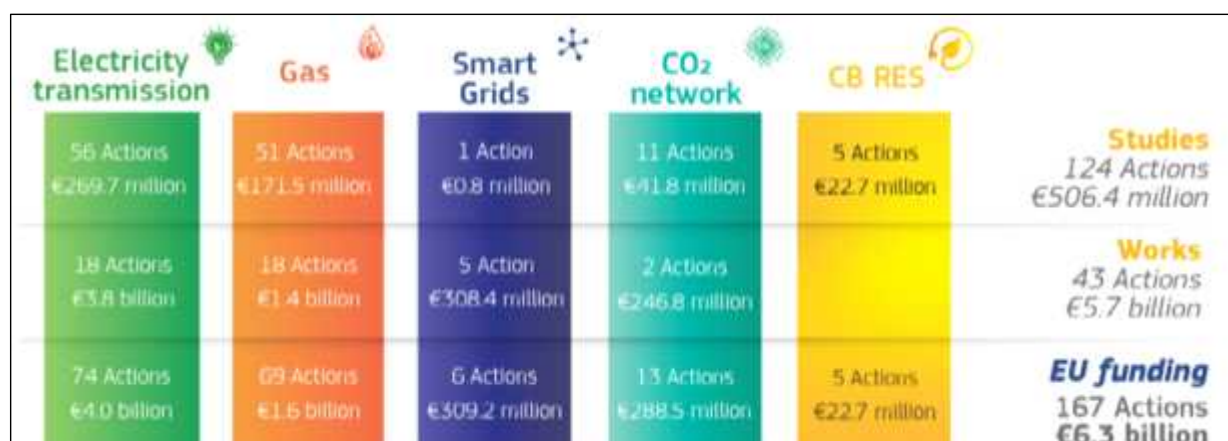 Electricity transmission
Gas
Smart Grids
CO₂ network
CB RES
56 Actions
€269.7 million
51 Actions
€171.5 million
1 Action
€0.8 million
11 Actions
€41.8 million
5 Actions
€22.7 million
Studies
124 Actions
€506.4 million
18 Actions
€3.8 billion
18 Actions
€1.4 billion
5 Action
€308.4 million
2 Actions
€246.8 million
Works
43 Actions
€5.7 billion
74 Actions
€4.0 billion
69 Actions
€1.6 billion
6 Actions
€309.2 million
13 Actions
€288.5 million
5 Actions
€22.7 million
EU funding
167 Actions
€6.3 billion